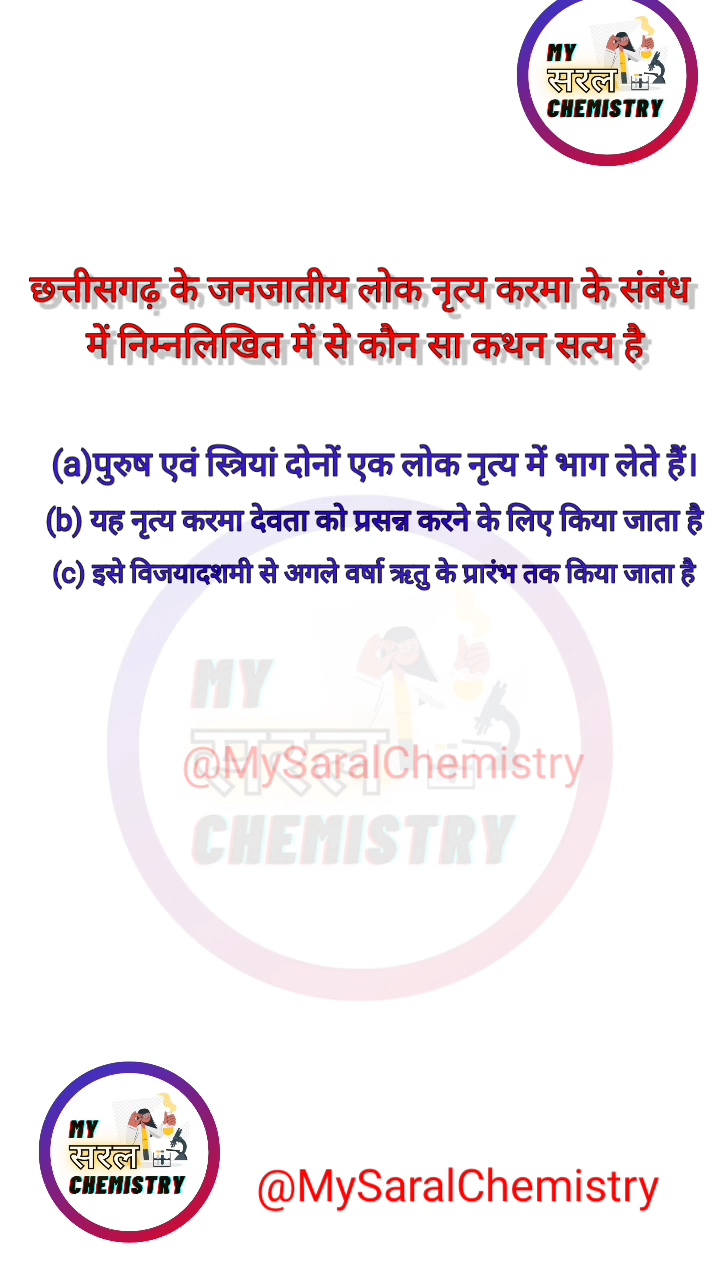 MY
सरल
CHEMISTRY
छत्तीसगढ़ के जनजातीय लोक नृत्य करमा के संबंध
में निम्नलिखित में से कौन सा कथन सत्य है
(a)पुरुष एवं स्त्रियां दोनों एक लोक नृत्य में भाग लेते हैं।
(b) यह नृत्य करमा देवता को प्रसन्न करने के लिए किया जाता है
(c) इसे विजयादशमी से अगले वर्षा ऋतु के प्रारंभ तक किया जाता है
MY
सरल
@MySaralChemistry
CHEMISTRY
MY
सरल
CHEMISTRY
@MySaralChemistry